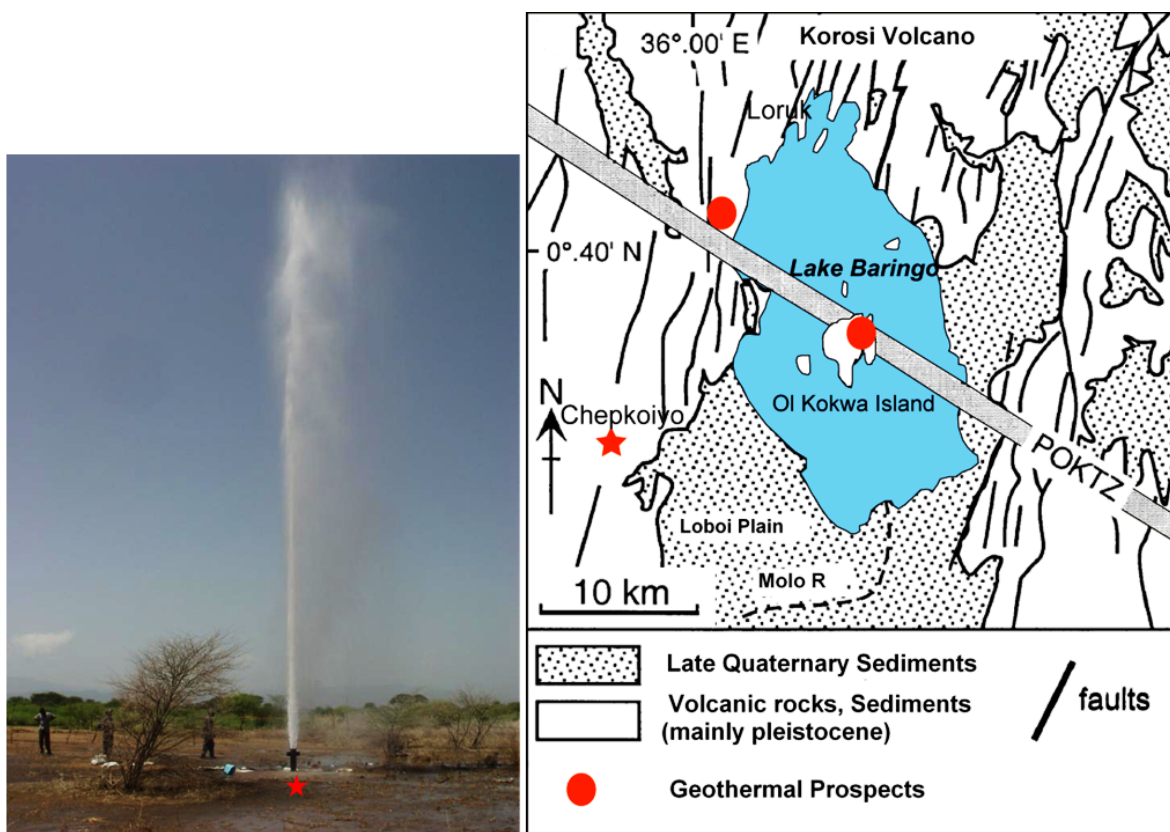 Korosi Volcano
36°.00' E
Loruk
0°.40' N
Lake Baringo
N
Ol Kokwa Island
Chepkoiyo
POKTZ
Loboi Plain
Molo R
10 km
Late Quaternary Sediments
Volcanic rocks, Sediments
(mainly pleistocene)
faults
Geothermal Prospects